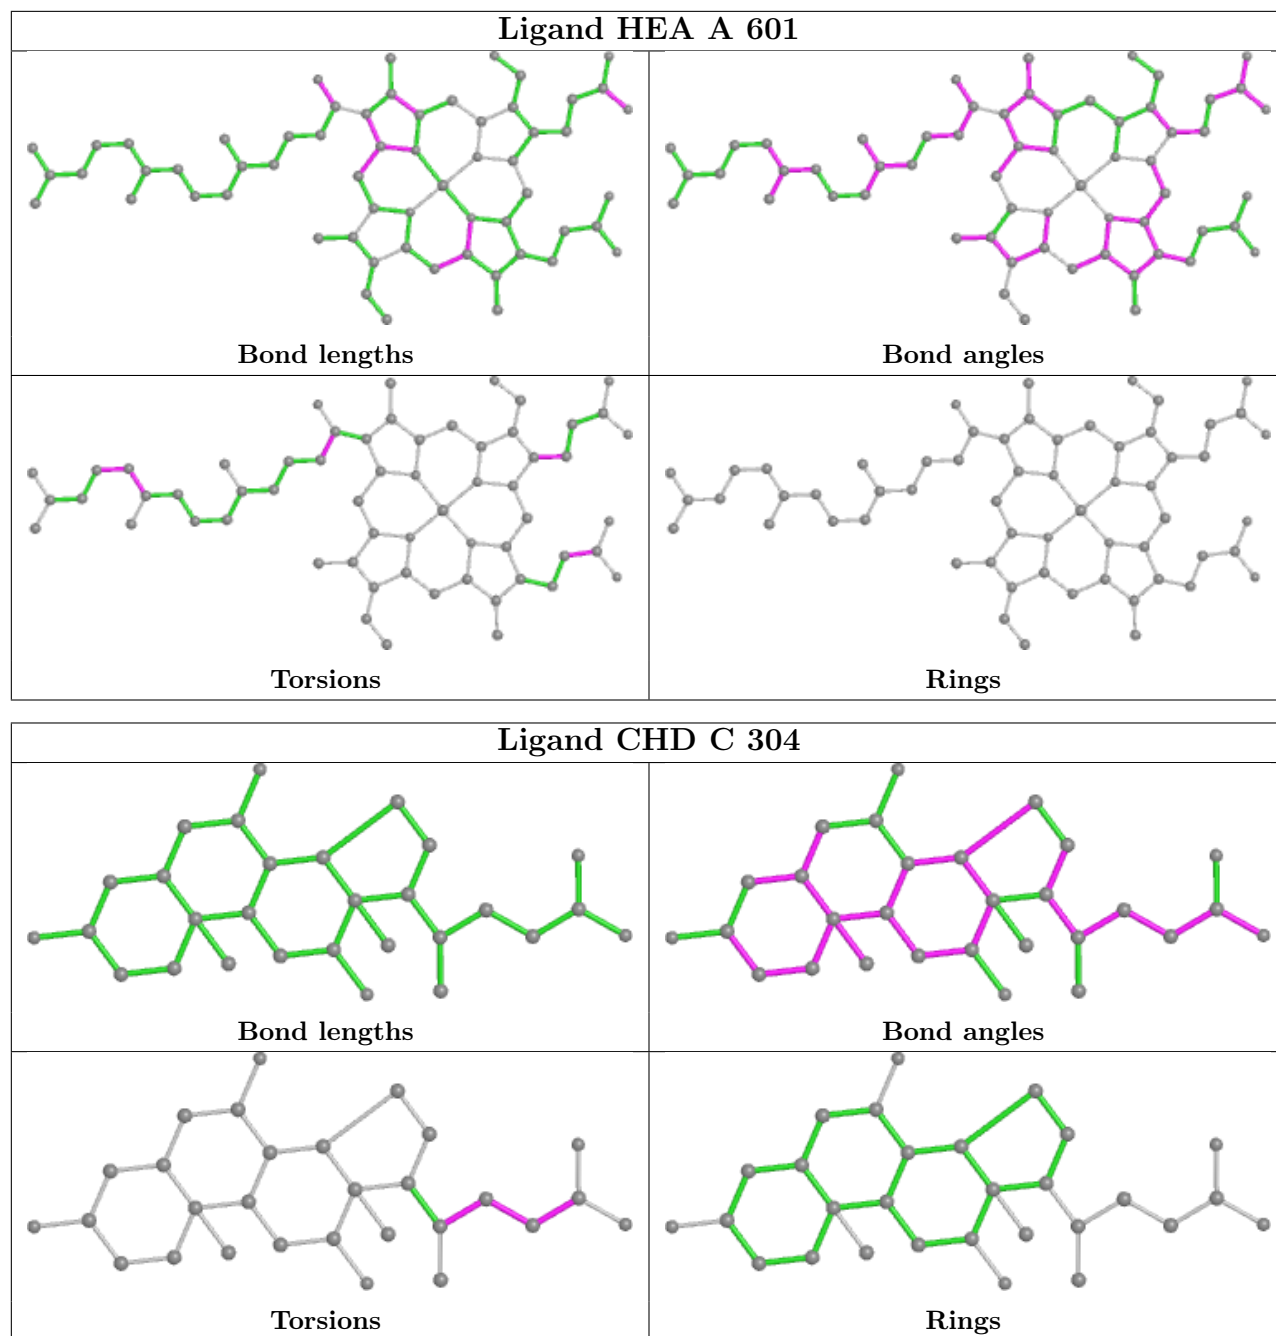 Ligand HEA A 601
Bond lengths
Bond angles
Torsions
Rings
Ligand CHD C 304
Bond lengths
Bond angles
Torsions
Rings